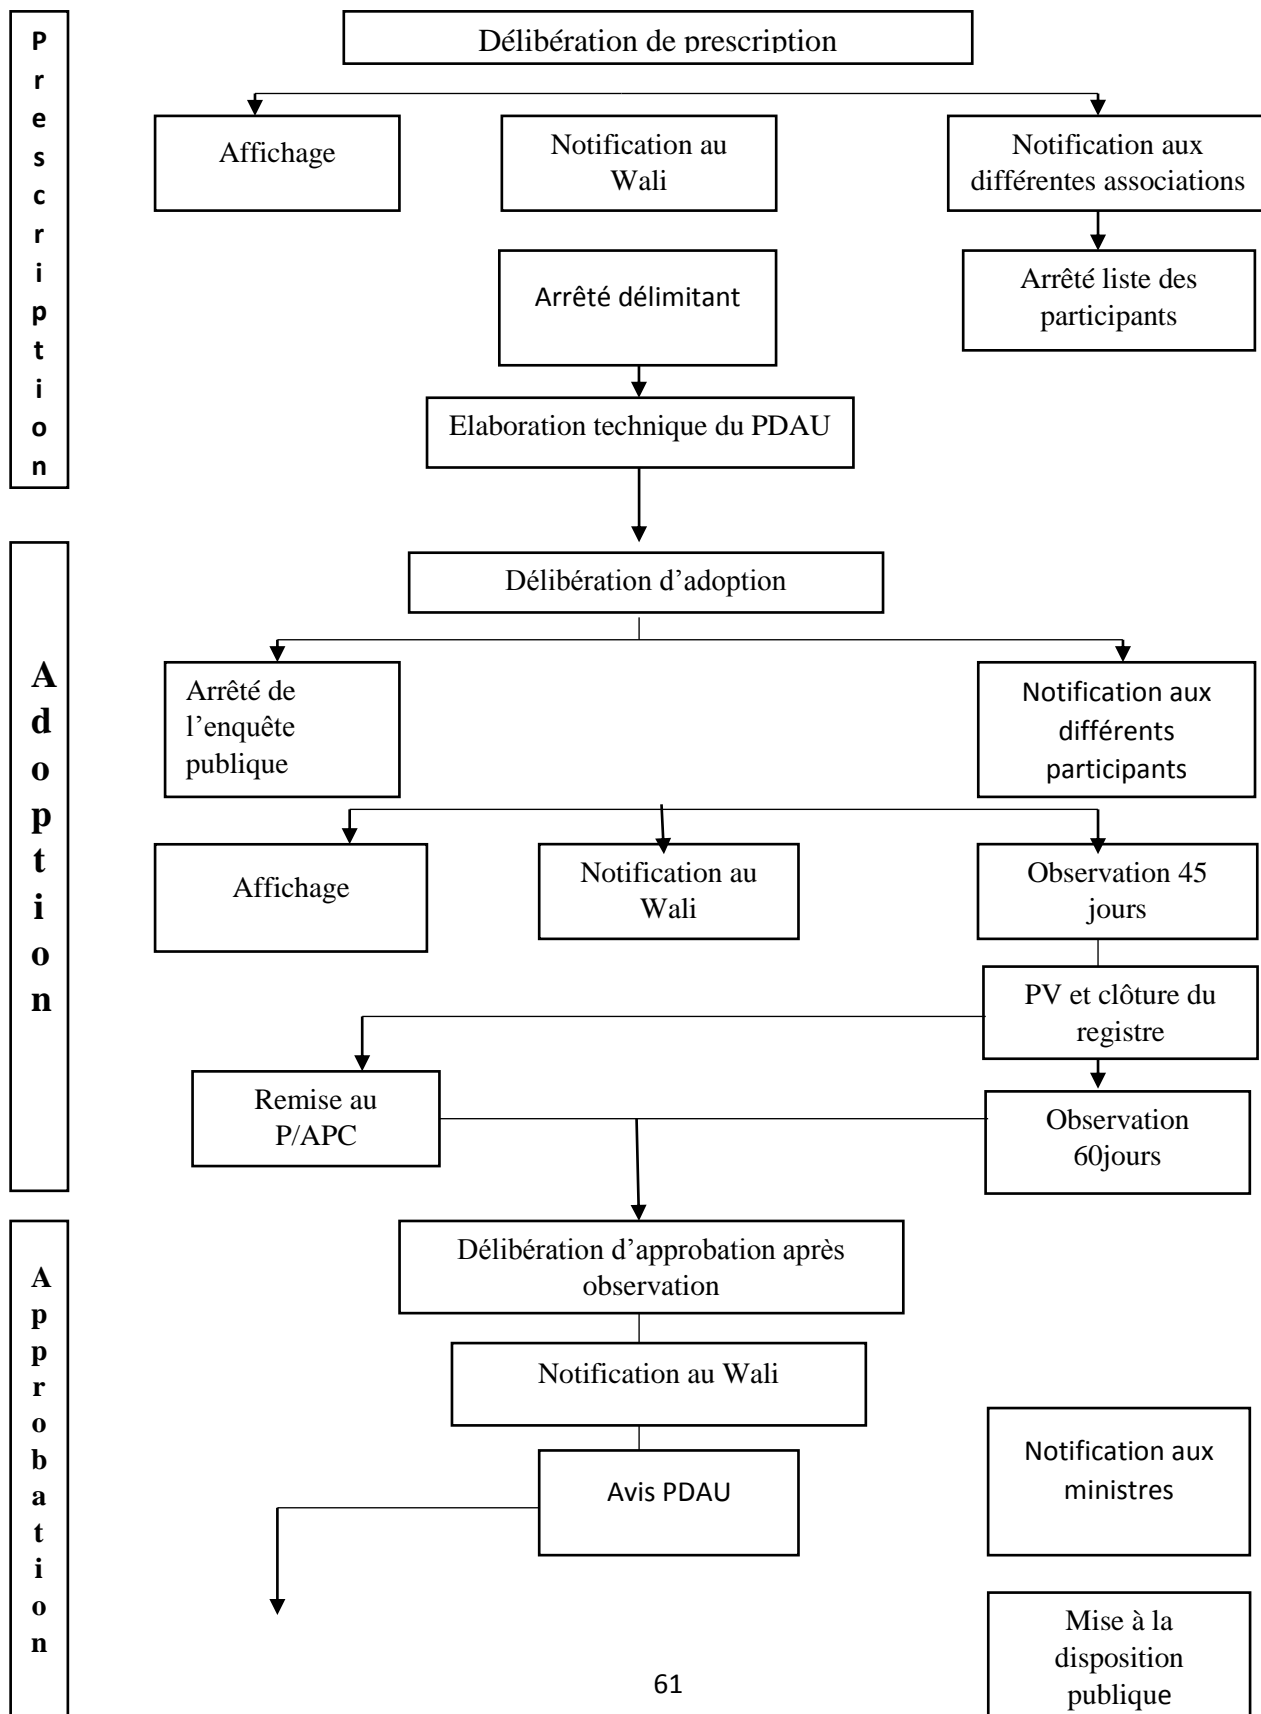 Prescription
Délibération de prescription
Affichage
Notification au
Wali
Notification aux
différentes associations
Arrêté délimitant
Arrêté liste des
participants
Elaboration technique du PDAU
Adoption
Délibération d’adoption
Arrêté de
l’enquête
publique
Notification aux
différents
participants
Affichage
Notification au
Wali
Observation 45
jours
PV et clôture du
registre
Remise au
P/APC
Observation
60jours
Approbation
Délibération d’approbation après
observation
Notification au Wali
Avis PDAU
Notification aux
ministres
Mise à la
disposition
publique
61